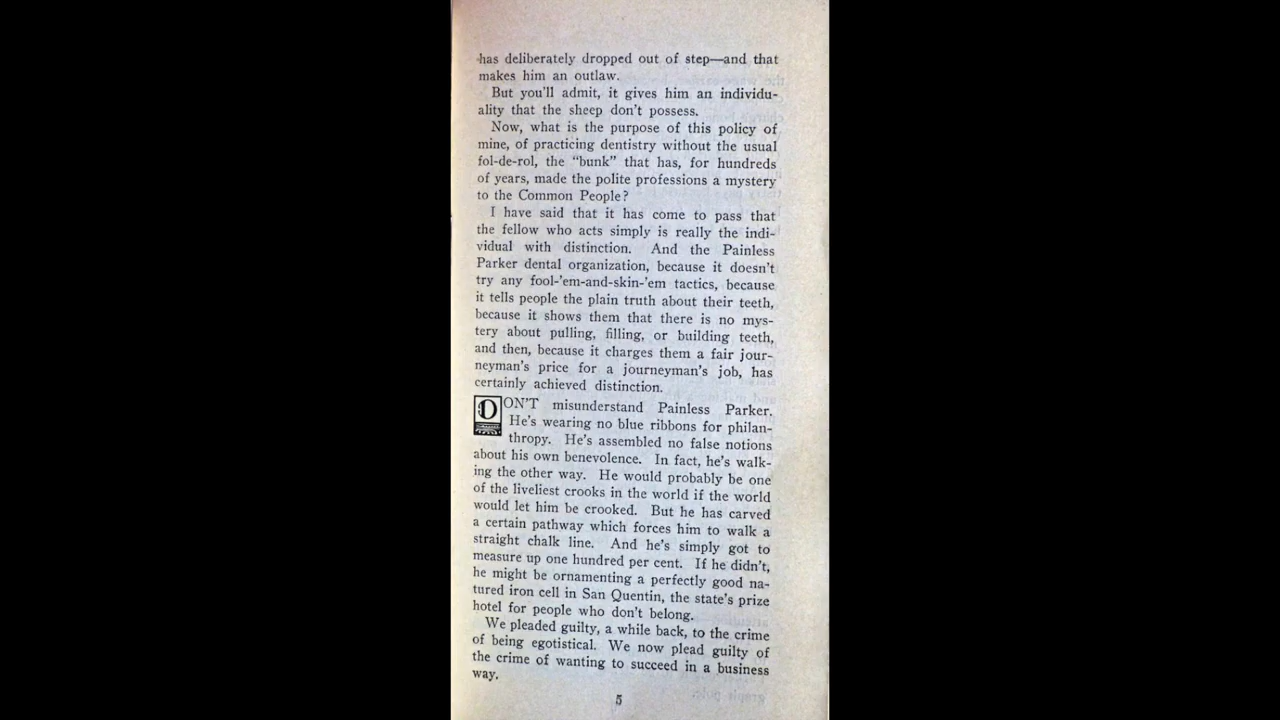 has deliberately dropped out of step—and that
makes him an outlaw.
But you'll admit, it gives him an individu-
ality that the sheep don't possess.
Now, what is the purpose of this policy of
mine, of practicing dentistry without the usual
fol-de-rol, the “bunk” that has, for hundreds
of years, made the polite professions a mystery
to the Common People?
I have said that it has come to pass that
the fellow who acts simply is really the indi-
vidual with distinction. And the Painless
Parker dental organization, because it doesn't
try any fool-'em-and-skin-'em tactics, because
it tells people the plain truth about their teeth,
because it shows them that there is no mys-
tery about pulling, filling, or building teeth,
and then, because it charges them a fair jour-
neyman's price for a journeyman's job, has
certainly achieved distinction.
DON'T misunderstand Painless Parker.
He's wearing no blue ribbons for philan-
thropy. He's assembled no false notions
about his own benevolence. In fact, he's walk-
ing the other way. He would probably be one
of the liveliest crooks in the world if the world
would let him be crooked. But he has carved
a certain pathway which forces him to walk a
straight chalk line. And he's simply got to
measure up one hundred per cent. If he didn't,
he might be ornamenting a perfectly good na-
tured iron cell in San Quentin, the state's prize
hotel for people who don't belong.
We pleaded guilty, a while back, to the crime
of being egotistical. We now plead guilty of
the crime of wanting to succeed in a business
way.
5